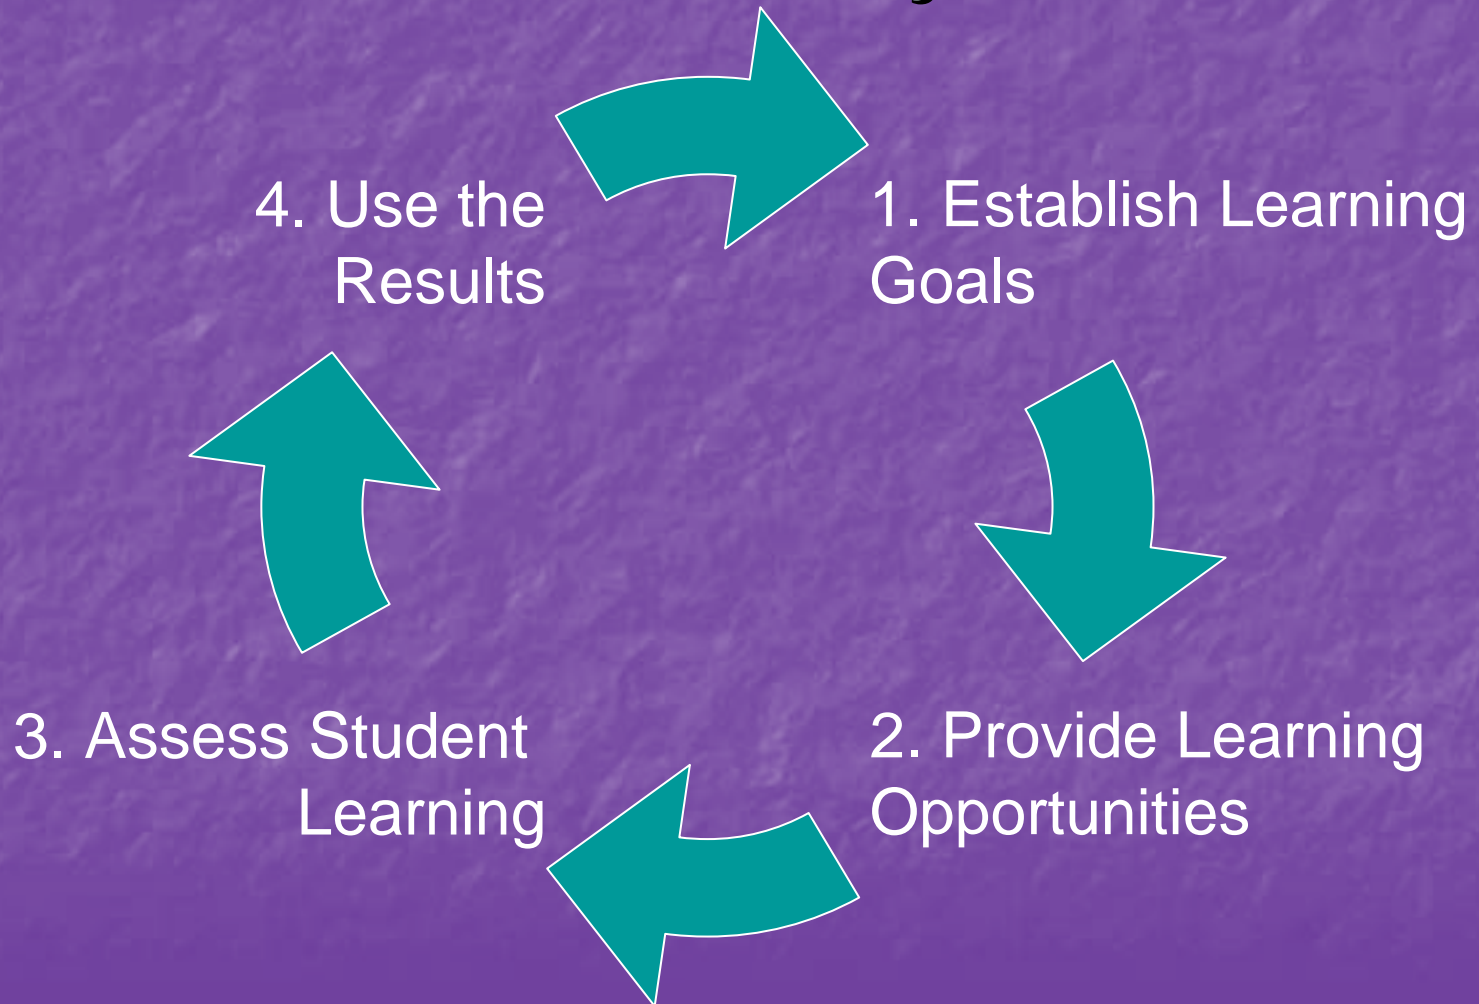 1. Establish Learning
Goals
2. Provide Learning
Opportunities
3. Assess Student
Learning
4. Use the
Results